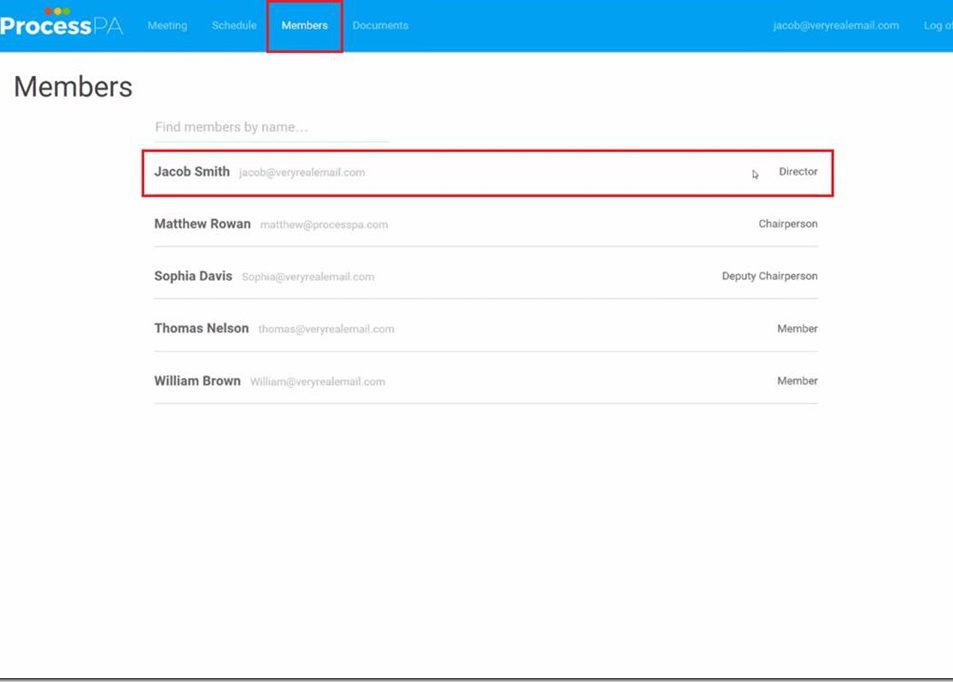 ProcessPA Meeting Schedule Members Documents jacob@veryrealemail.com Log
Members
Find members by name...
Jacob Smith jacob@veryrealemail.com Director
Matthew Rowan matthew@processpa.com Chairperson
Sophia Davis Sophia@veryrealemail.com Deputy Chairperson
Thomas Nelson thomas@veryrealemail.com Member
William Brown William@veryrealemail.com Member